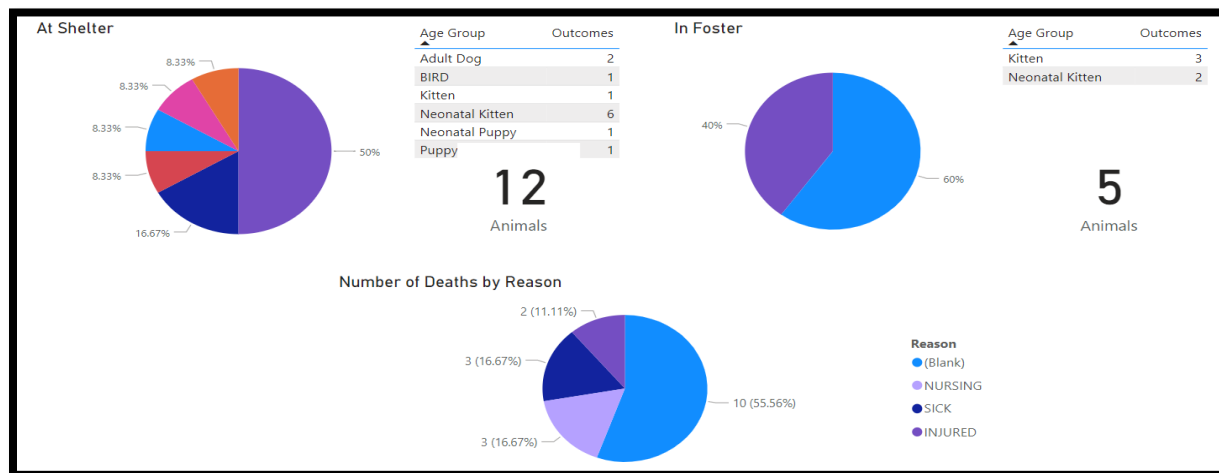 At Shelter
Age Group Outcomes
Adult Dog 2
BIRD 1
Kitten 1
Neonatal Kitten 6
Neonatal Puppy 1
Puppy 1
12
Animals
8.33%
8.33%
8.33%
8.33%
16.67%
50%
In Foster
Age Group Outcomes
Kitten 3
Neonatal Kitten 2
5
Animals
40%
60%
Number of Deaths by Reason
2 (11.11%)
3 (16.67%)
3 (16.67%)
10 (55.56%)
Reason
(Blank)
NURSING
SICK
INJURED